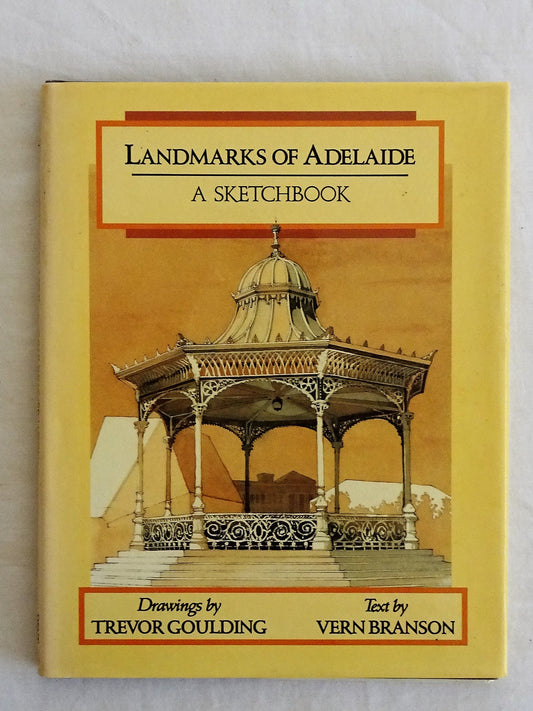 LANDMARKS OF ADELAIDE
A SKETCHBOOK
Drawings by Text by
TREVOR GOULDING VERN BRANSON